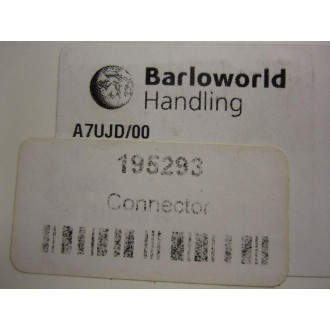 Barloworld
Handling
A7UJD/00
195293
Connector